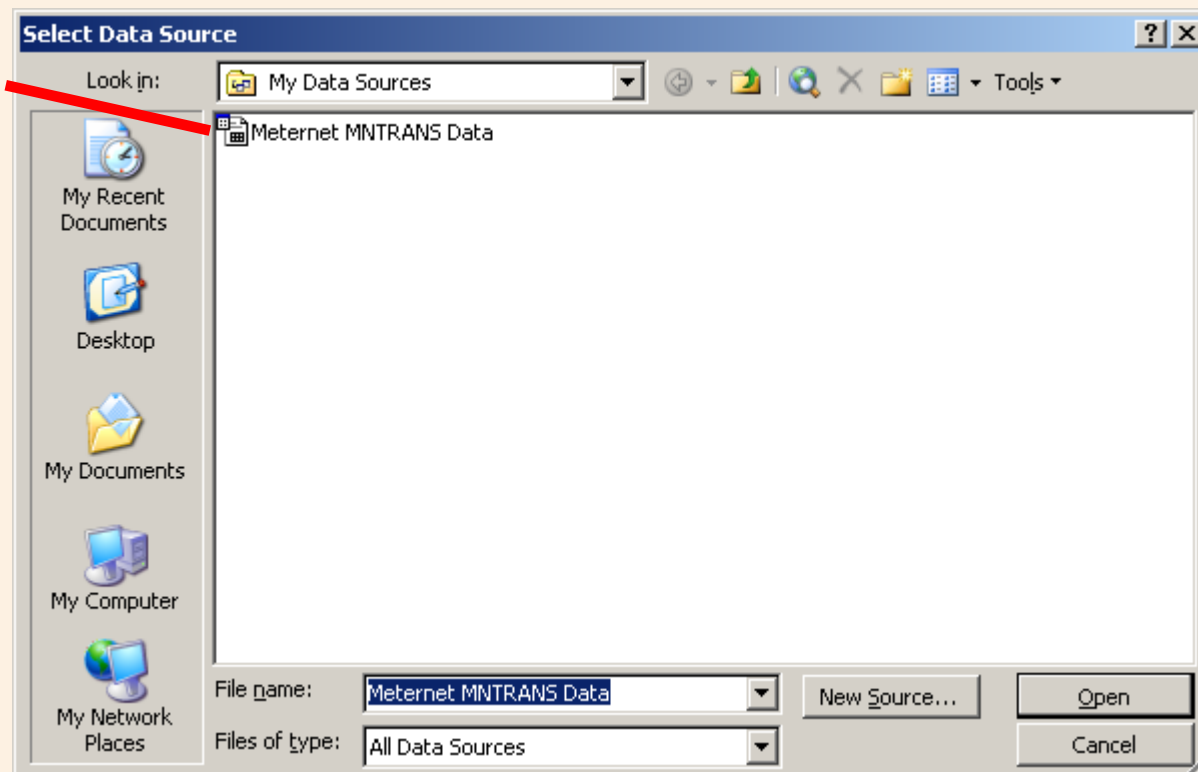 Select Data Source
Look in: My Data Sources Tools
Meternet MNTRANS Data
My Recent
Documents
Desktop
My Documents
My Computer
My Network
Places
File name: Meternet MNTRANS Data New Source... Open
Files of type: All Data Sources Cancel